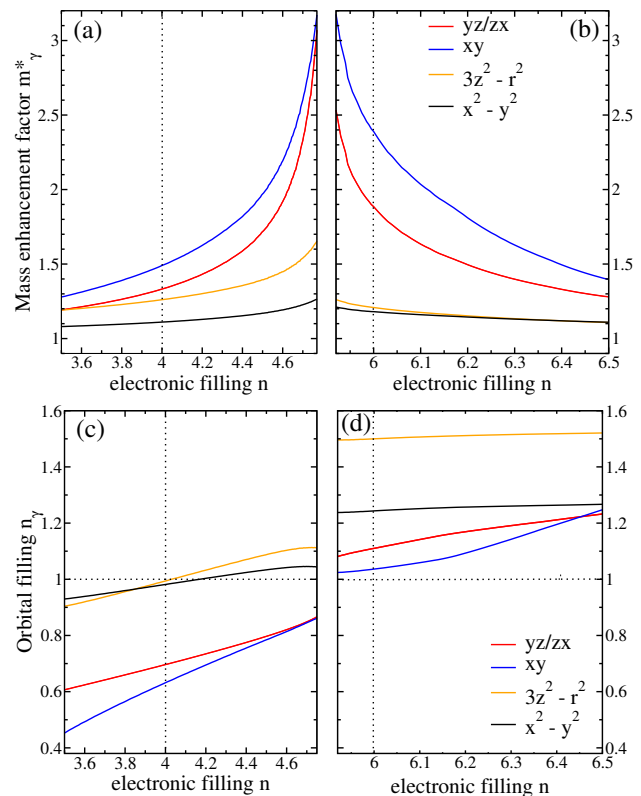 (a)
(b)
yz/zx
xy
3z² - r²
x² - y²
Mass enhancement factor m*γ
3
2.5
2
1.5
1
3
2.5
2
1.5
1
3.6 3.8 4 4.2 4.4 4.6
6 6.1 6.2 6.3 6.4 6.5
electronic filling n
electronic filling n
(c)
(d)
Orbital filling nγ
1.6
1.4
1.2
1
0.8
0.6
0.4
1.6
1.4
1.2
1
0.8
0.6
0.4
yz/zx
xy
3z² - r²
x² - y²
3.6 3.8 4 4.2 4.4 4.6
6 6.1 6.2 6.3 6.4 6.5
electronic filling n
electronic filling n